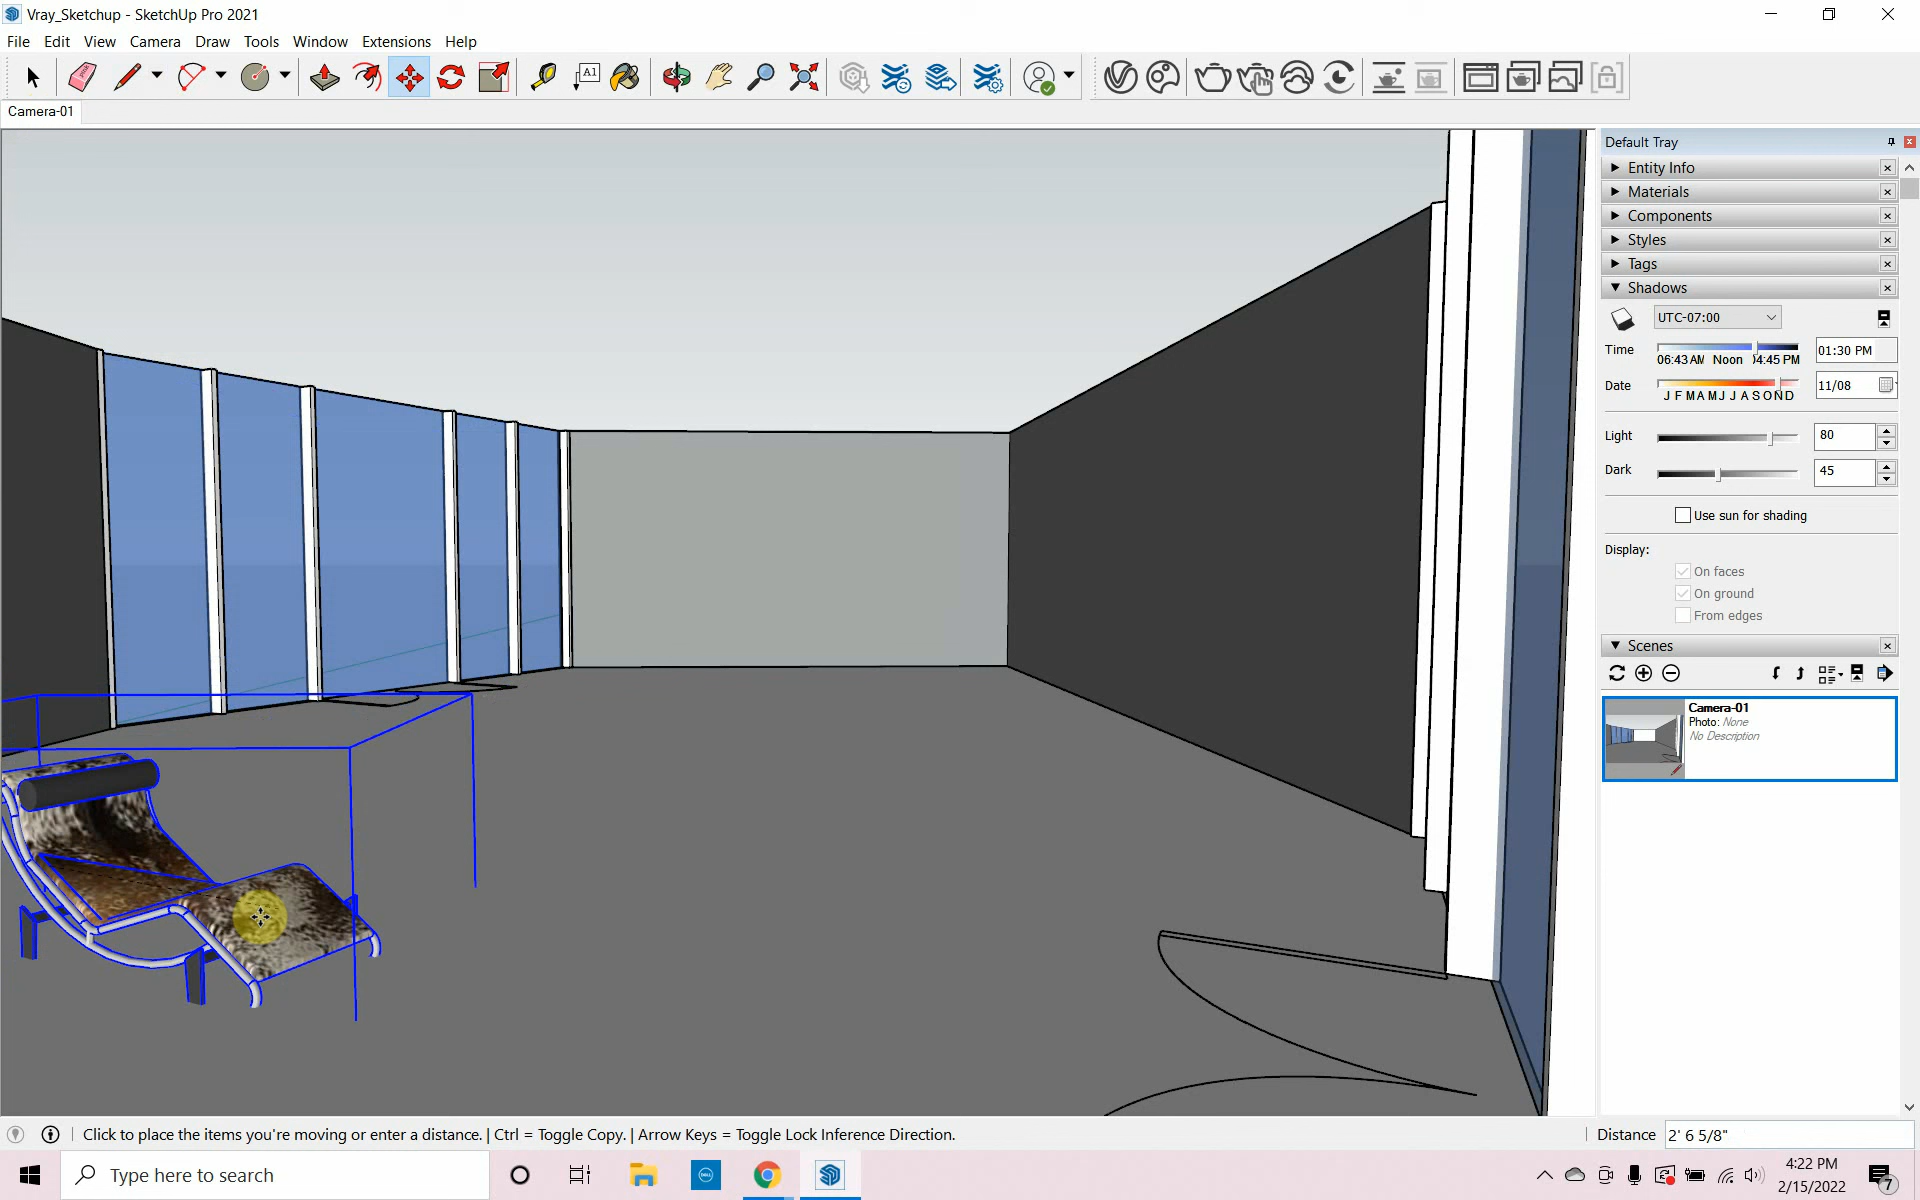 Vray_Sketchup - SketchUp Pro 2021
File Edit View Camera Draw Tools Window Extensions Help
A1
Camera-01
Default Tray
Entity Info
Materials
Components
Styles
Tags
Shadows
UTC-07:00
Time
06:43 AM Noon 04:45 PM
01:30 PM
Date
J F M A M J J A S O N D
11/08
Light
80
Dark
45
Use sun for shading
Display:
On faces
On ground
From edges
Scenes
Camera-01
Photo: None
No Description
Click to place the items you're moving or enter a distance. | Ctrl = Toggle Copy. | Arrow Keys = Toggle Lock Inference Direction.
Distance 2' 6 5/8"
Type here to search
DELL
4:22 PM
2/15/2022
7